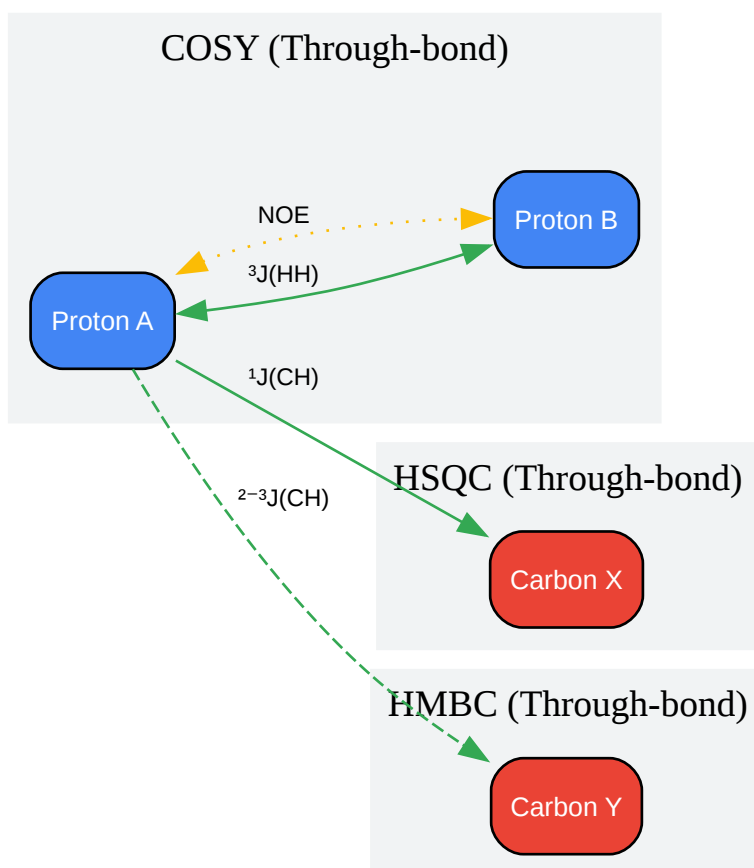 COSY (Through-bond)
NOE
Proton B
³J(HH)
Proton A
¹J(CH)
HSQC (Through-bond)
²⁻³J(CH)
Carbon X
HMBC (Through-bond)
Carbon Y